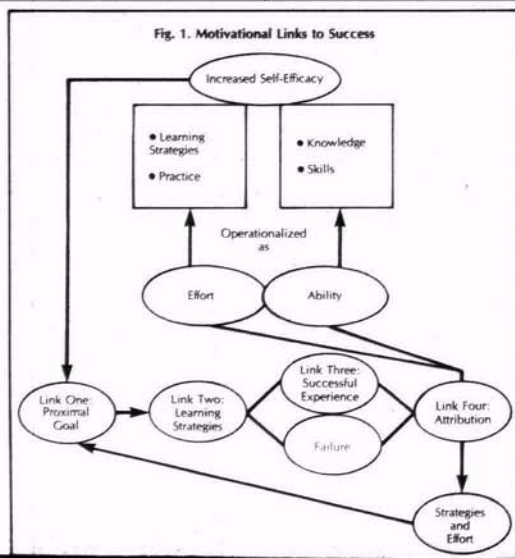 Fig. 1. Motivational Links to Success
Increased Self-Efficacy
• Learning
Strategies
• Practice
• Knowledge
• Skills
Operationalized
as
Effort
Ability
Link One:
Proximal
Goal
Link Two:
Learning
Strategies
Link Three:
Successful
Experience
Failure
Link Four:
Attribution
Strategies
and
Effort